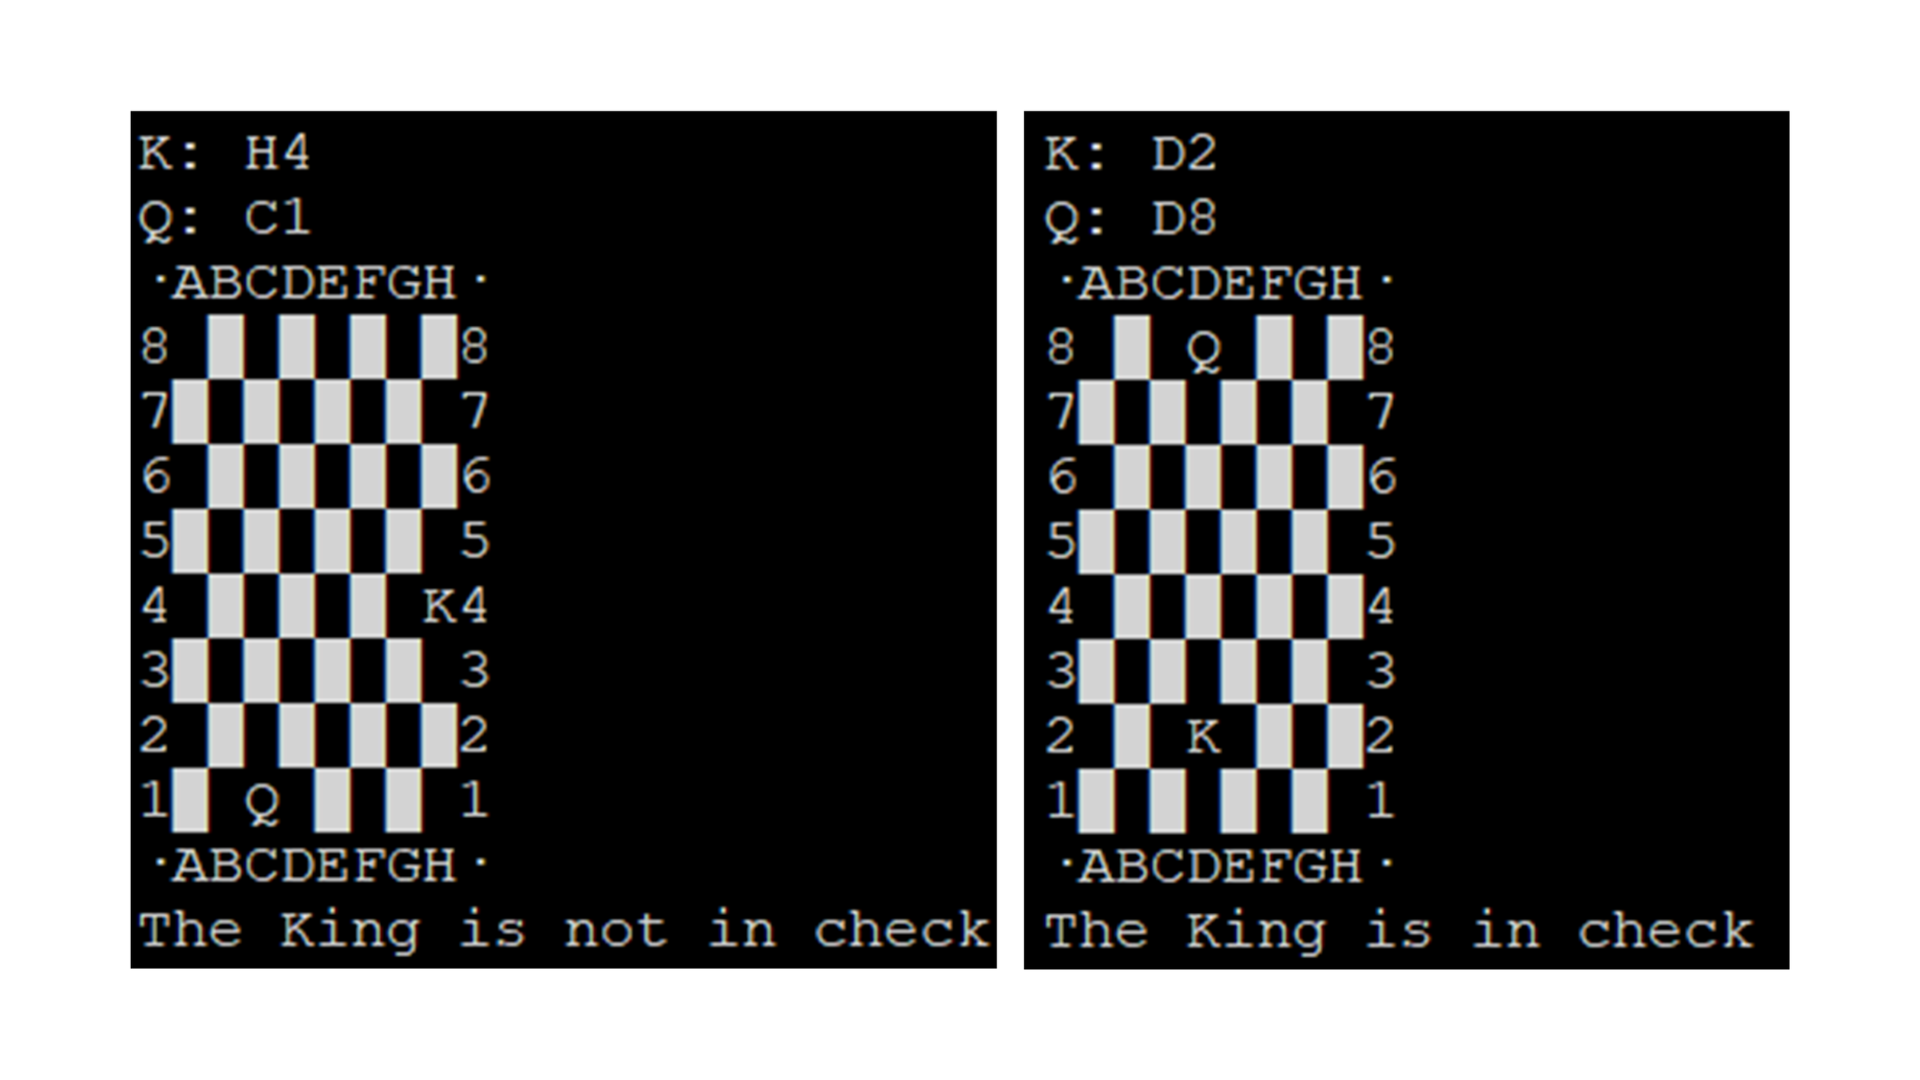 K: H4
Q: C1
·ABCDEFGH·
8 8
7 7
6 6
5 5
4 K4
3 3
2 2
1 Q 1
·ABCDEFGH·
The King is not in check
K: D2
Q: D8
·ABCDEFGH·
8 Q 8
7 7
6 6
5 5
4 4
3 3
2 K 2
1 1
·ABCDEFGH·
The King is in check